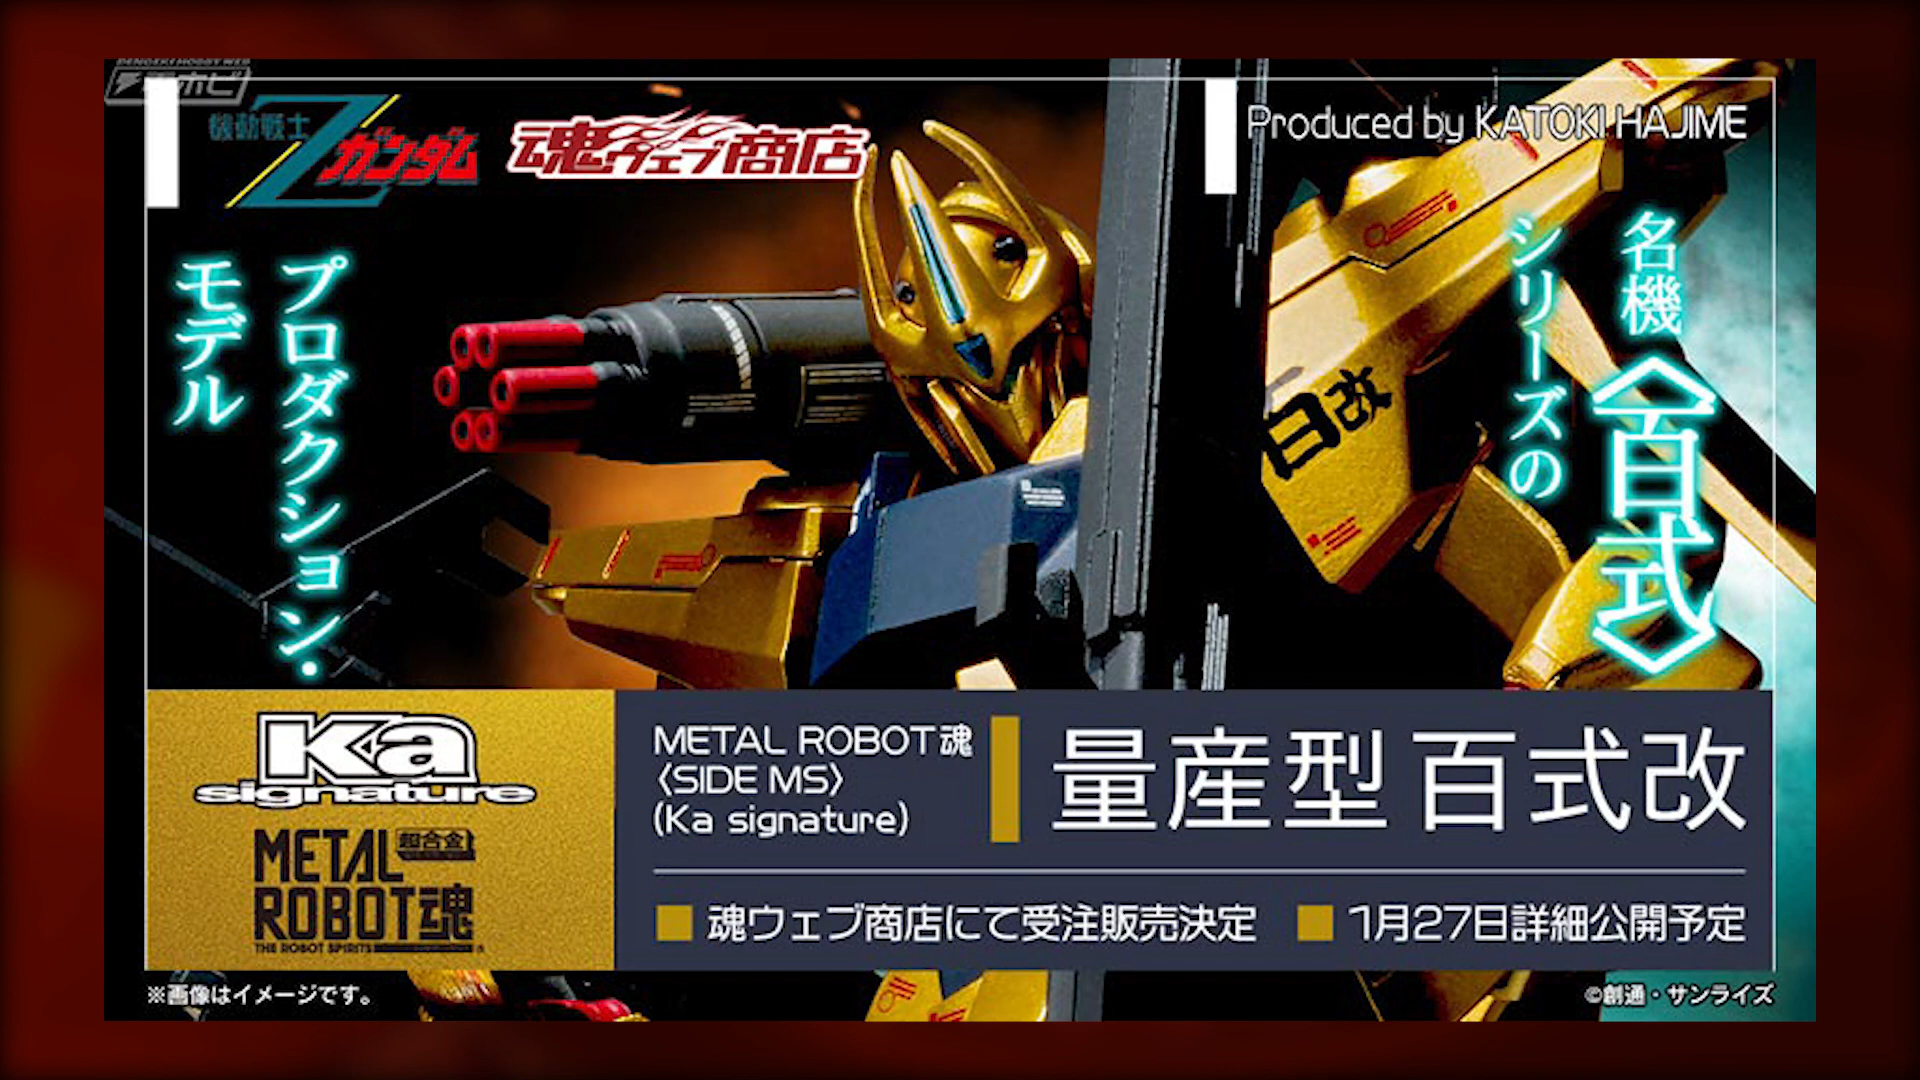 DENGEKI HOBBY WEB
電ホビ
機動戦士
Zガンダム
魂ウェブ商店
Produced by KATOKI HAJIME
名機〈百式〉
シリーズの
プロダクション・
モデル
百改
Ka
signature
METAL 超合金
ROBOT魂
THE ROBOT SPIRITS
METAL ROBOT魂
〈SIDE MS〉
(Ka signature)
量産型 百式改
魂ウェブ商店にて受注販売決定
1月27日詳細公開予定
※画像はイメージです。
©創通・サンライズ